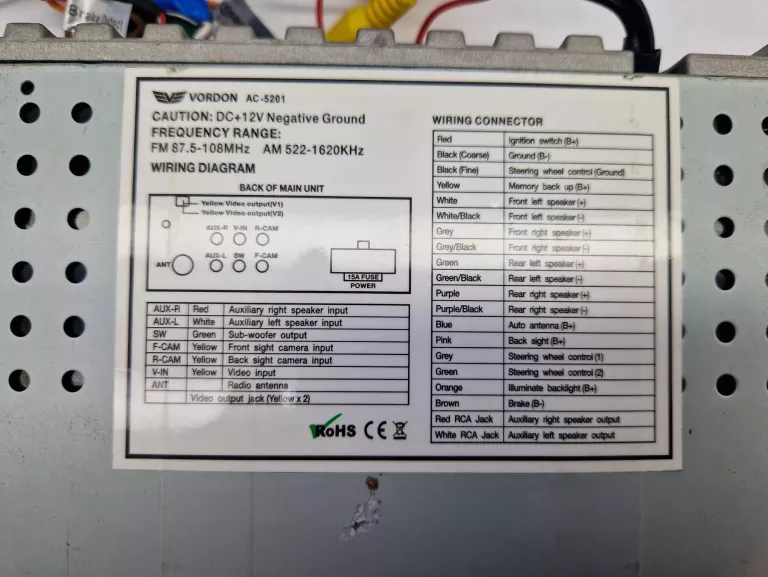 Brake Detect
VORDON AC-5201
CAUTION: DC+12V Negative Ground
FREQUENCY RANGE:
FM 87.5-108MHz AM 522-1620KHz
WIRING DIAGRAM
BACK OF MAIN UNIT
Yellow Video output(V1)
Yellow Video output(V2)
AUX-R V-IN R-CAM
ANT AUX-L SW F-CAM
15A FUSE
POWER
AUX-R Red Auxiliary right speaker input
AUX-L White Auxiliary left speaker input
SW Green Sub-woofer output
F-CAM Yellow Front sight camera input
R-CAM Yellow Back sight camera input
V-IN Yellow Video input
ANT Radio antenna
Video output jack (Yellow x 2)
RoHS CE
WIRING CONNECTOR
Red Ignition switch (B+)
Black (Coarse) Ground (B-)
Black (Fine) Steering wheel control (Ground)
Yellow Memory back up (B+)
White Front left speaker (+)
White/Black Front left speaker (-)
Grey Front right speaker (+)
Grey/Black Front right speaker (-)
Green Rear left speaker (+)
Green/Black Rear left speaker (-)
Purple Rear right speaker (+)
Purple/Black Rear right speaker (-)
Blue Auto antenna (B+)
Pink Back sight (B+)
Grey Steering wheel control (1)
Green Steering wheel control (2)
Orange Illuminate backlight (B+)
Brown Brake (B-)
Red RCA Jack Auxiliary right speaker output
White RCA Jack Auxiliary left speaker output